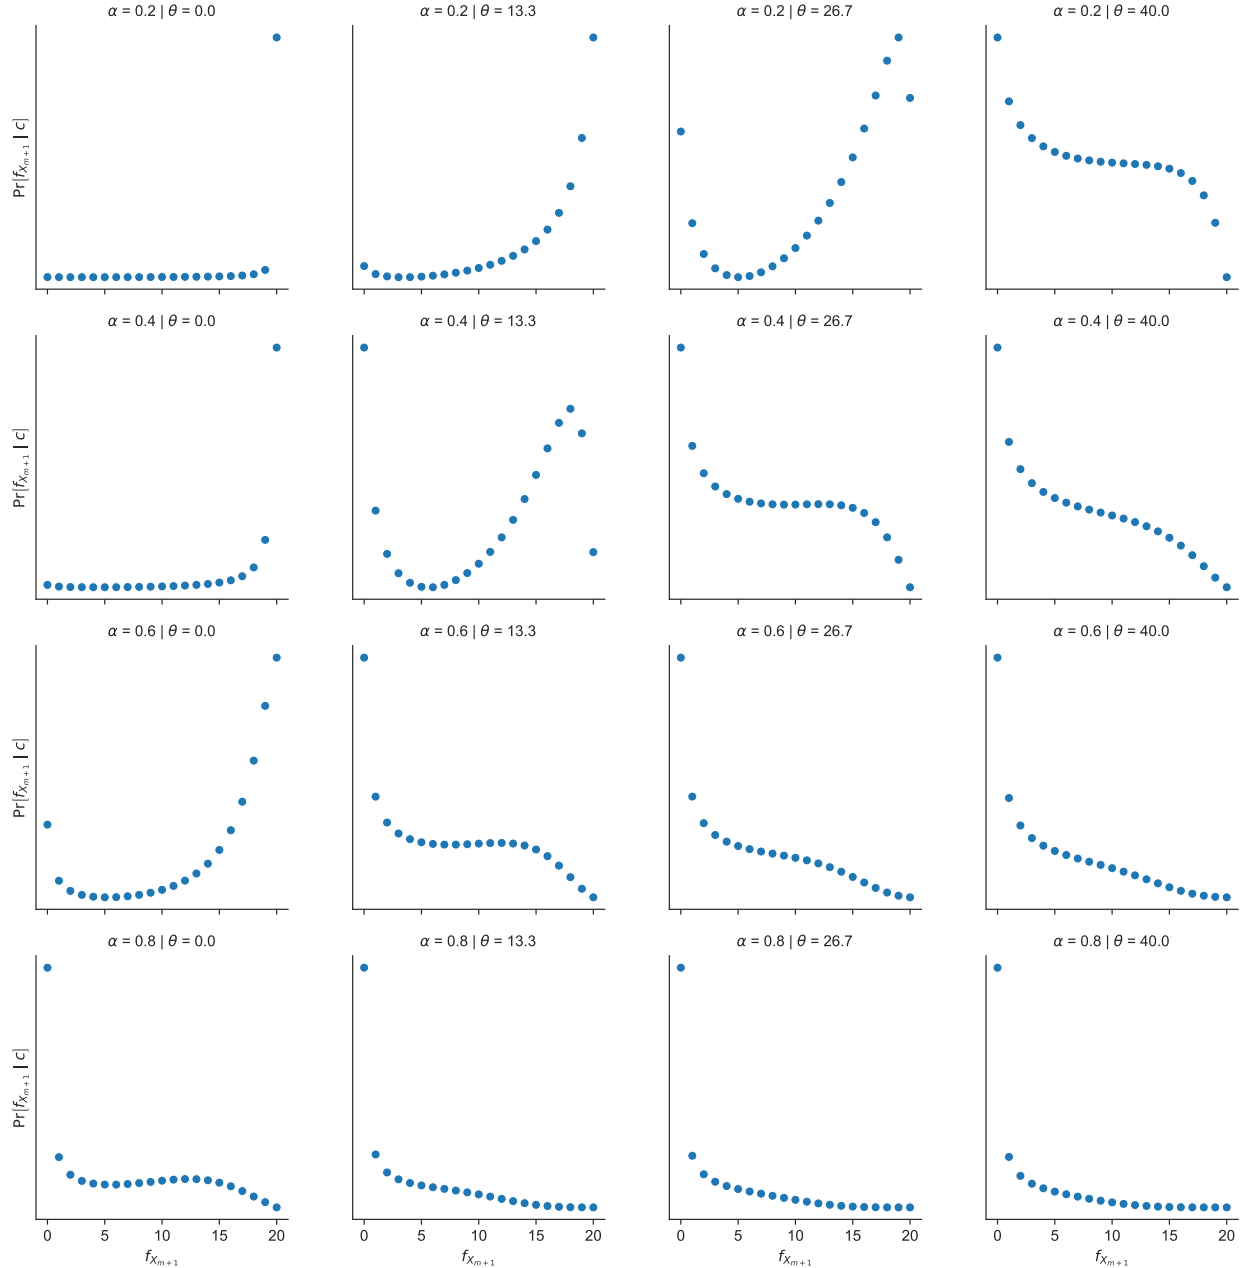 α = 0.2 | θ = 0.0
α = 0.2 | θ = 13.3
α = 0.2 | θ = 26.7
α = 0.2 | θ = 40.0
Pr[f_{X_{m+1}} | c]
α = 0.4 | θ = 0.0
α = 0.4 | θ = 13.3
α = 0.4 | θ = 26.7
α = 0.4 | θ = 40.0
Pr[f_{X_{m+1}} | c]
α = 0.6 | θ = 0.0
α = 0.6 | θ = 13.3
α = 0.6 | θ = 26.7
α = 0.6 | θ = 40.0
Pr[f_{X_{m+1}} | c]
α = 0.8 | θ = 0.0
α = 0.8 | θ = 13.3
α = 0.8 | θ = 26.7
α = 0.8 | θ = 40.0
Pr[f_{X_{m+1}} | c]
0 5 10 15 20
0 5 10 15 20
0 5 10 15 20
0 5 10 15 20
f_{X_{m+1}}
f_{X_{m+1}}
f_{X_{m+1}}
f_{X_{m+1}}